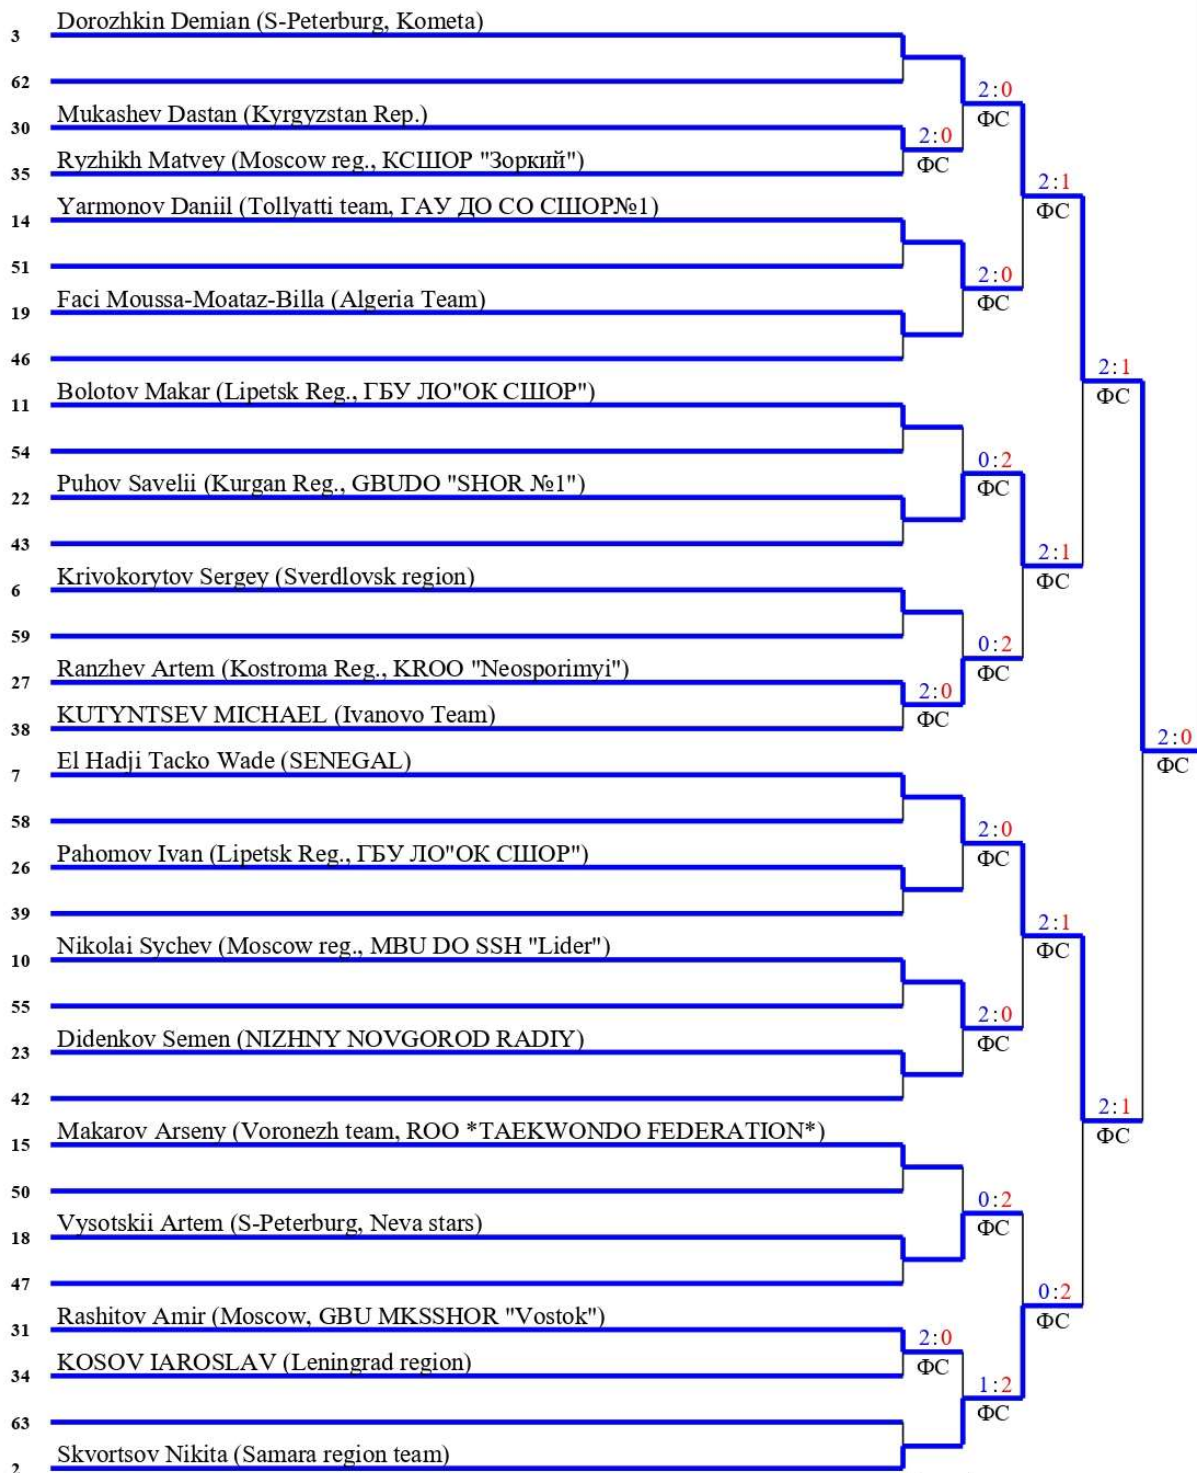 Dorozhkin Demian (S-Peterburg, Kometa)
3
62
2:0
ФС
Mukashev Dastan (Kyrgyzstan Rep.)
30
2:0
ФС
Ryzhikh Matvey (Moscow reg., КСШОР "Зоркий")
35
2:1
ФС
Yarmonov Daniil (Tollyatti team, ГАУ ДО СО СШОР№1)
14
51
2:0
ФС
Faci Moussa-Moataz-Billa (Algeria Team)
19
46
2:1
ФС
Bolotov Makar (Lipetsk Reg., ГБУ ЛО"ОК СШОР")
11
54
0:2
ФС
Puhov Savelii (Kurgan Reg., GBUDO "SHOR №1")
22
43
2:1
ФС
Krivokorytov Sergey (Sverdlovsk region)
6
59
0:2
ФС
Ranzhev Artem (Kostroma Reg., KROO "Neosporimyi")
27
2:0
ФС
KUTYNTSEV MICHAEL (Ivanovo Team)
38
2:0
ФС
El Hadji Tacko Wade (SENEGAL)
7
58
2:0
ФС
Pahomov Ivan (Lipetsk Reg., ГБУ ЛО"ОК СШОР")
26
39
2:1
ФС
Nikolai Sychev (Moscow reg., MBU DO SSH "Lider")
10
55
2:0
ФС
Didenkov Semen (NIZHNY NOVGOROD RADIY)
23
42
2:1
ФС
Makarov Arseny (Voronezh team, ROO *TAEKWONDO FEDERATION*)
15
50
0:2
ФС
Vysotskii Artem (S-Peterburg, Neva stars)
18
47
0:2
ФС
Rashitov Amir (Moscow, GBU MKSSHOR "Vostok")
31
2:0
ФС
KOSOV IAROSLAV (Leningrad region)
34
1:2
ФС
63
Skvortsov Nikita (Samara region team)
2